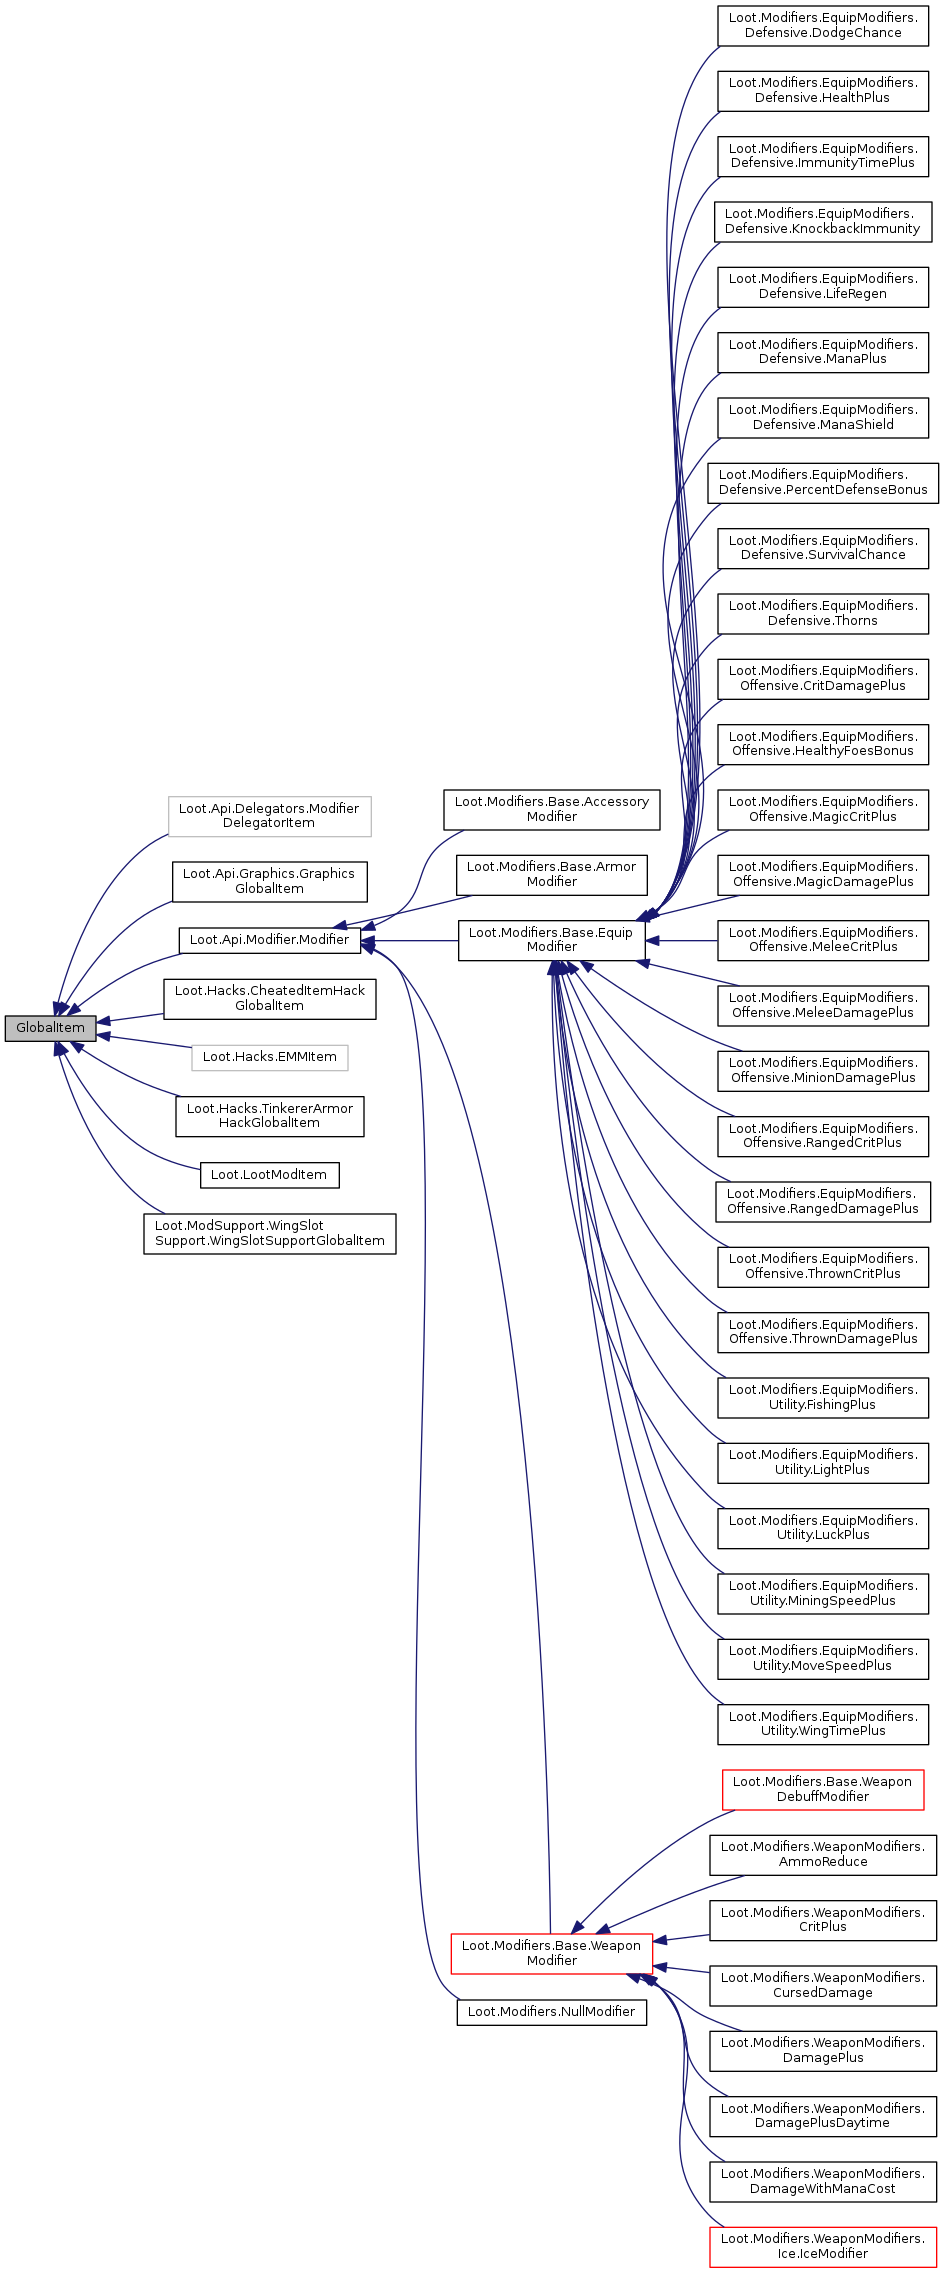 Loot.Modifiers.EquipModifiers.
Defensive.DodgeChance
Loot.Modifiers.EquipModifiers.
Defensive.HealthPlus
Loot.Modifiers.EquipModifiers.
Defensive.ImmunityTimePlus
Loot.Modifiers.EquipModifiers.
Defensive.KnockbackImmunity
Loot.Modifiers.EquipModifiers.
Defensive.LifeRegen
Loot.Modifiers.EquipModifiers.
Defensive.ManaPlus
Loot.Modifiers.EquipModifiers.
Defensive.ManaShield
Loot.Modifiers.EquipModifiers.
Defensive.PercentDefenseBonus
Loot.Modifiers.EquipModifiers.
Defensive.SurvivalChance
Loot.Modifiers.EquipModifiers.
Defensive.Thorns
Loot.Modifiers.EquipModifiers.
Offensive.CritDamagePlus
Loot.Modifiers.EquipModifiers.
Offensive.HealthyFoesBonus
Loot.Modifiers.EquipModifiers.
Offensive.MagicCritPlus
Loot.Modifiers.EquipModifiers.
Offensive.MagicDamagePlus
Loot.Modifiers.EquipModifiers.
Offensive.MeleeCritPlus
Loot.Modifiers.EquipModifiers.
Offensive.MeleeDamagePlus
Loot.Modifiers.EquipModifiers.
Offensive.MinionDamagePlus
Loot.Modifiers.EquipModifiers.
Offensive.RangedCritPlus
Loot.Modifiers.EquipModifiers.
Offensive.RangedDamagePlus
Loot.Modifiers.EquipModifiers.
Offensive.ThrownCritPlus
Loot.Modifiers.EquipModifiers.
Offensive.ThrownDamagePlus
Loot.Modifiers.EquipModifiers.
Utility.FishingPlus
Loot.Modifiers.EquipModifiers.
Utility.LightPlus
Loot.Modifiers.EquipModifiers.
Utility.LuckPlus
Loot.Modifiers.EquipModifiers.
Utility.MiningSpeedPlus
Loot.Modifiers.EquipModifiers.
Utility.MoveSpeedPlus
Loot.Modifiers.EquipModifiers.
Utility.WingTimePlus
Loot.Modifiers.Base.Weapon
DebuffModifier
Loot.Modifiers.WeaponModifiers.
AmmoReduce
Loot.Modifiers.WeaponModifiers.
CritPlus
Loot.Modifiers.WeaponModifiers.
CursedDamage
Loot.Modifiers.WeaponModifiers.
DamagePlus
Loot.Modifiers.WeaponModifiers.
DamagePlusDaytime
Loot.Modifiers.WeaponModifiers.
DamageWithManaCost
Loot.Modifiers.WeaponModifiers.
Ice.IceModifier
Loot.Modifiers.Base.Accessory
Modifier
Loot.Modifiers.Base.Armor
Modifier
Loot.Modifiers.Base.Equip
Modifier
Loot.Modifiers.Base.Weapon
Modifier
Loot.Modifiers.NullModifier
Loot.Api.Delegators.Modifier
DelegatorItem
Loot.Api.Graphics.Graphics
GlobalItem
Loot.Api.Modifier.Modifier
Loot.Hacks.CheatedItemHack
GlobalItem
Loot.Hacks.EMMItem
Loot.Hacks.TinkererArmor
HackGlobalItem
Loot.LootModItem
Loot.ModSupport.WingSlot
Support.WingSlotSupportGlobalItem
GlobalItem